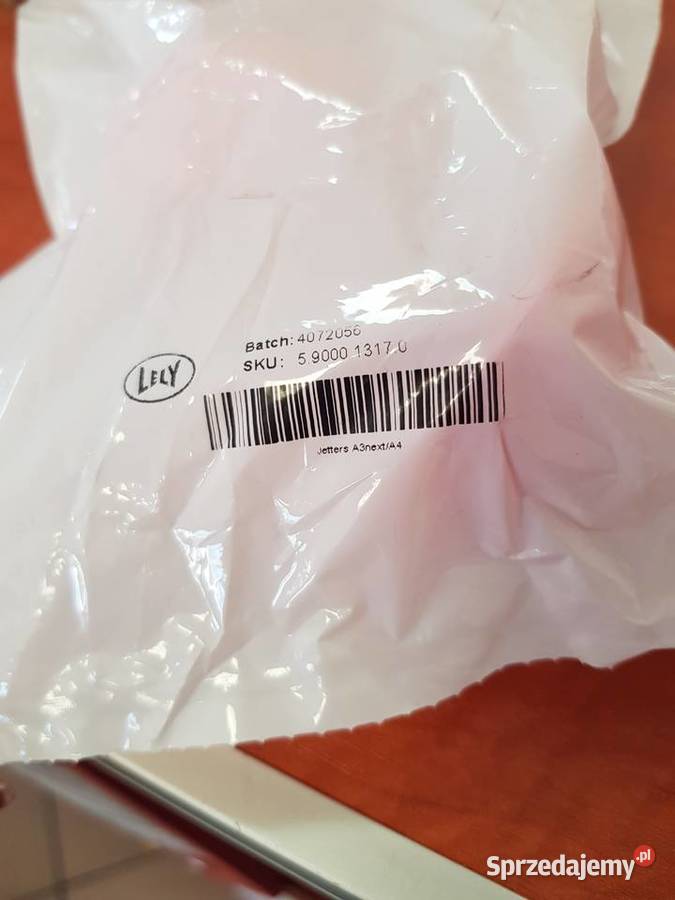 Batch: 4072056
SKU: 5.9000.1317.0
LELY
Jetters A3next/A4
Sprzedajemy.pl